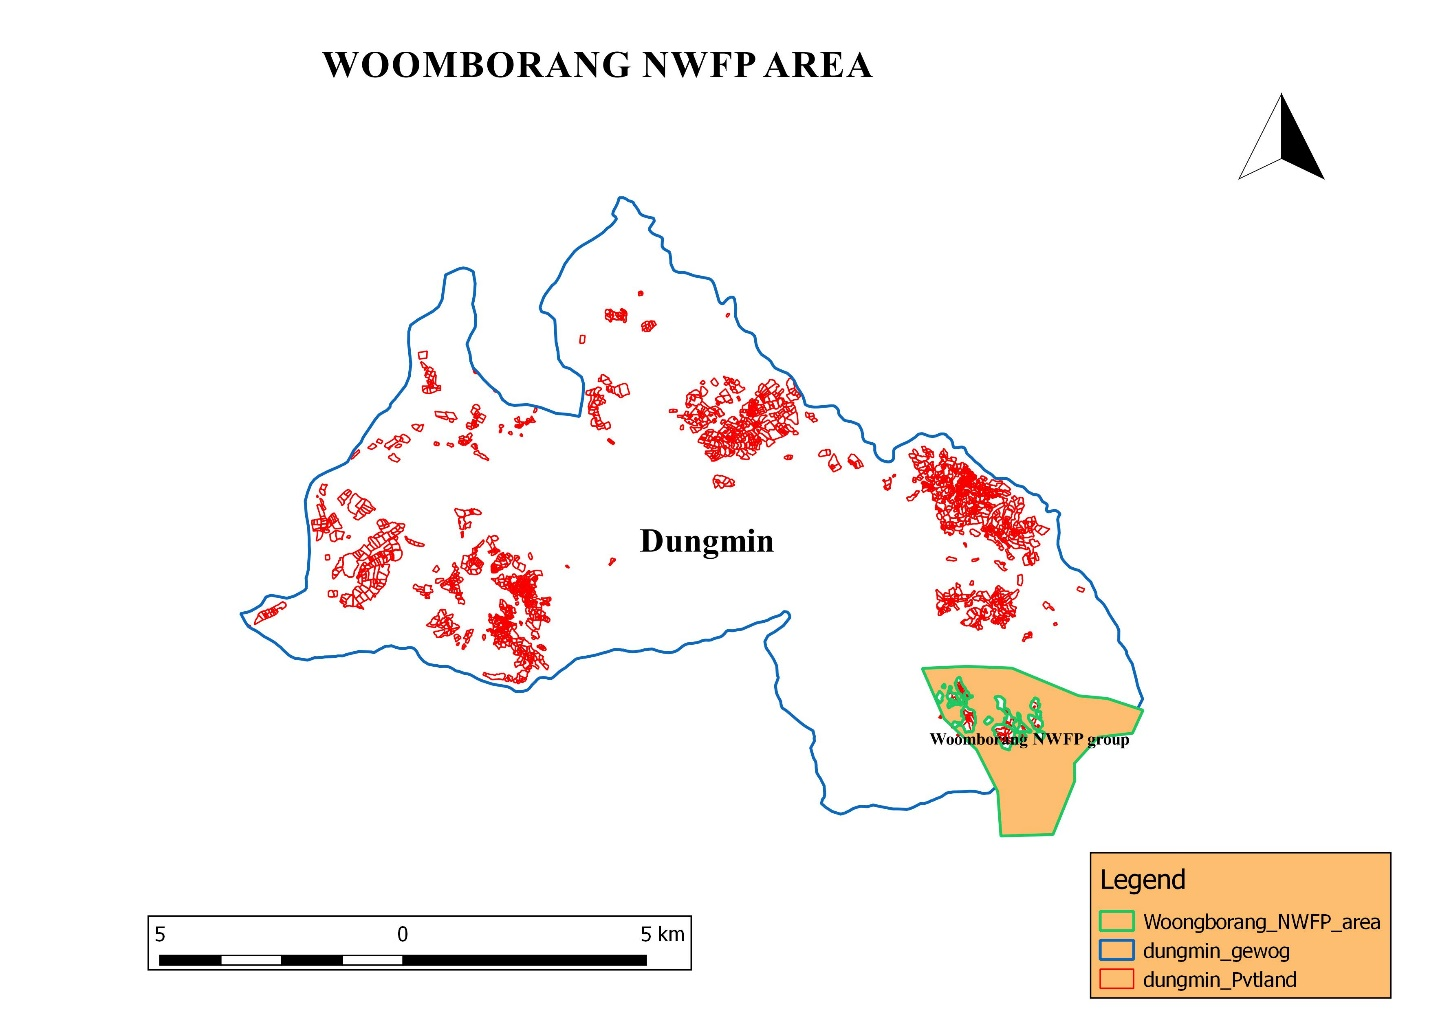 WOOMBORANG NWFP AREA
Dungmin
Woomborang NWFP group
Legend
Woongborang_NWFP_area
dungmin_gewog
dungmin_Pvtland
5 0 5 km